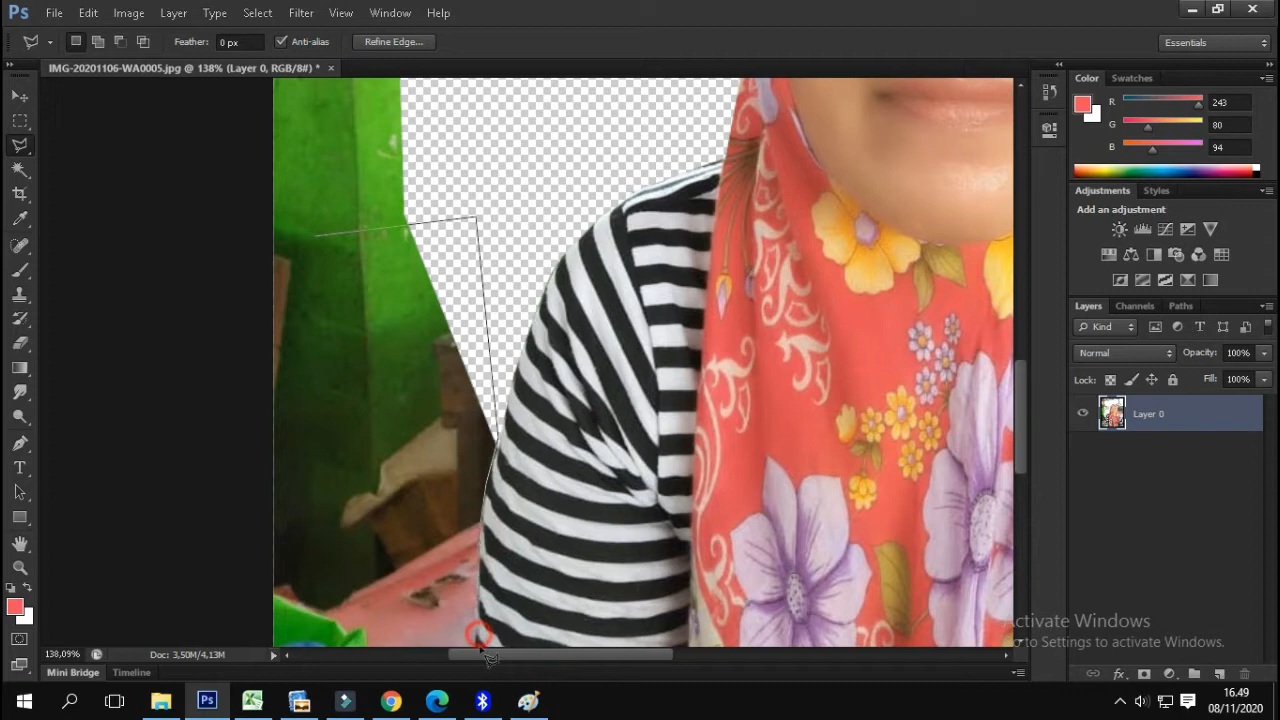 Ps File Edit Image Layer Type Select Filter View Window Help
Feather: 0 px Anti-alias Refine Edge... Essentials
IMG-20201106-WA0005.jpg @ 138% (Layer 0, RGB/8#) * ×
Color Swatches
R 243
G 80
B 94
Adjustments Styles
Add an adjustment
Layers Channels Paths
Kind
Normal Opacity: 100%
Lock: Fill: 100%
Layer 0
Activate Windows
Go to Settings to activate Windows.
138,09% Doc: 3,50M/4,13M
Mini Bridge Timeline
Ps
16.49
08/11/2020